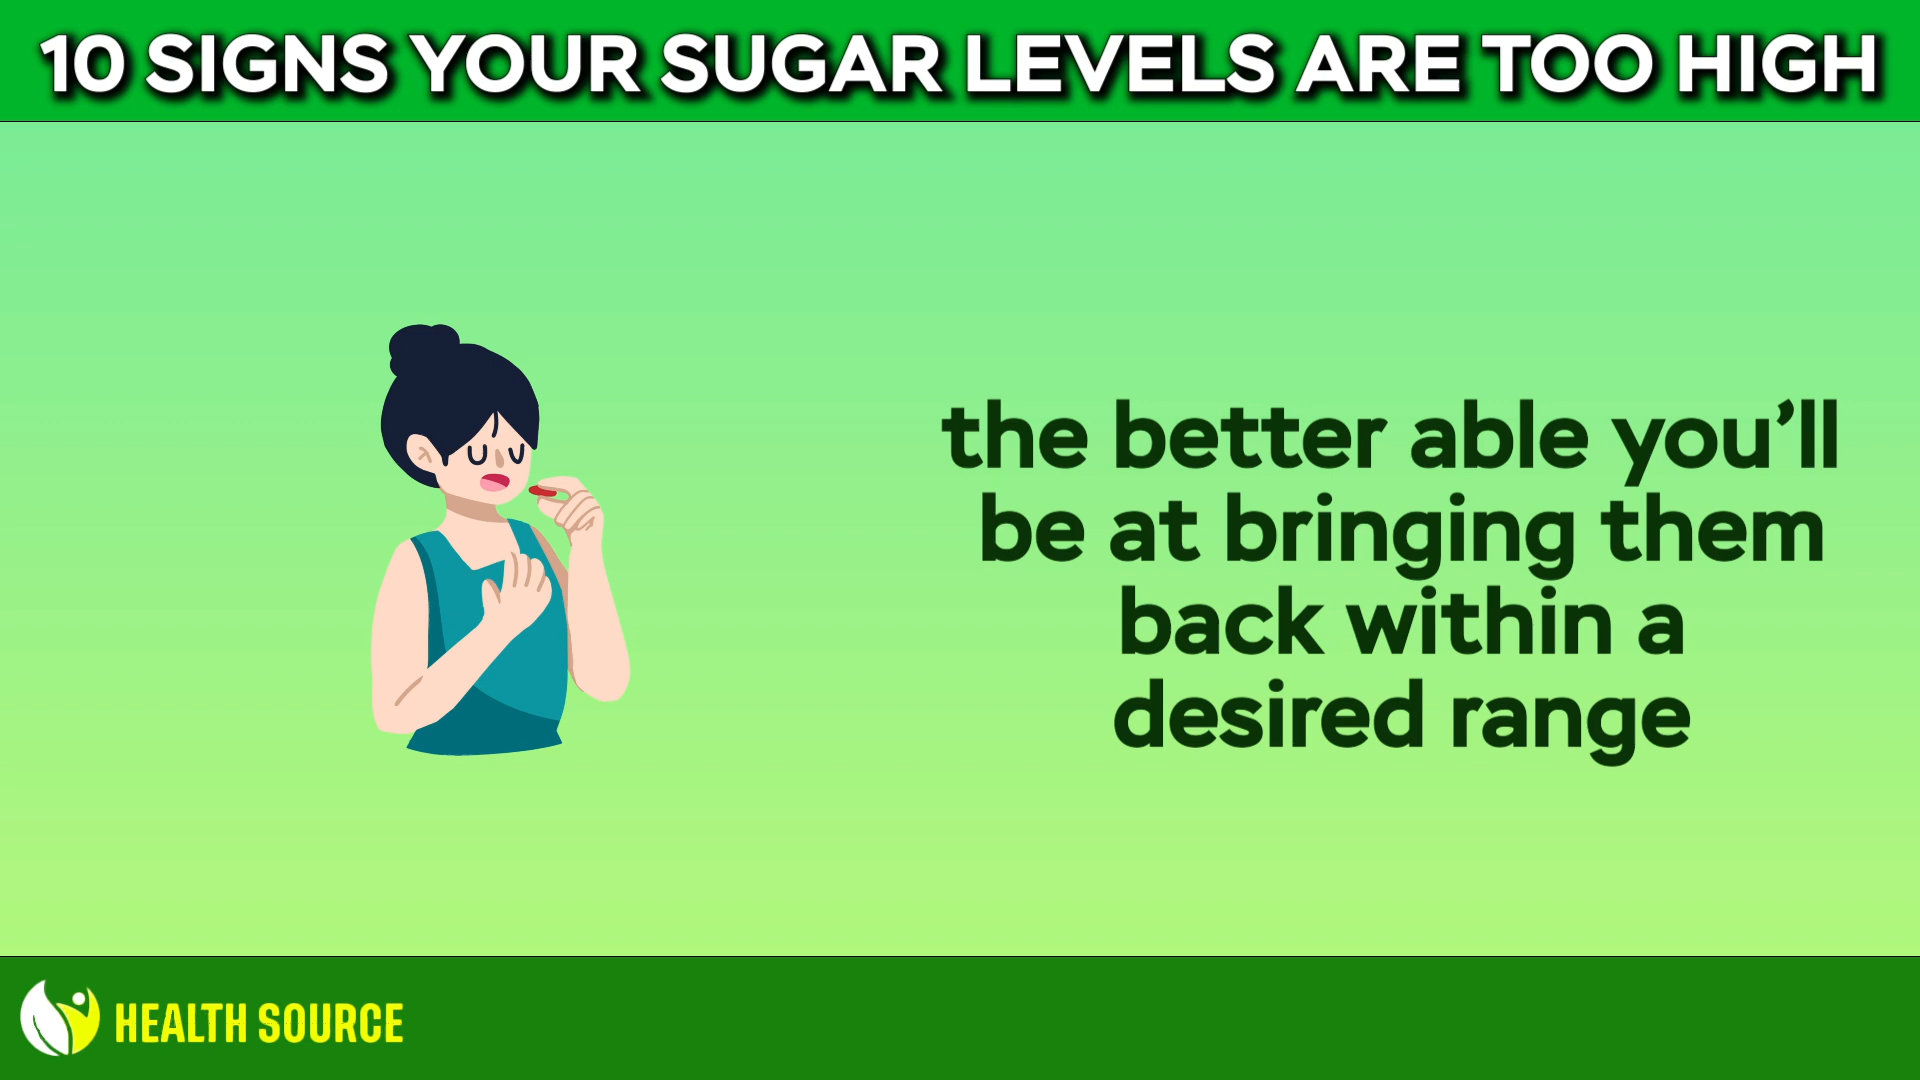 10 SIGNS YOUR SUGAR LEVELS ARE TOO HIGH
the better able you’ll
be at bringing them
back within a
desired range
HEALTH SOURCE